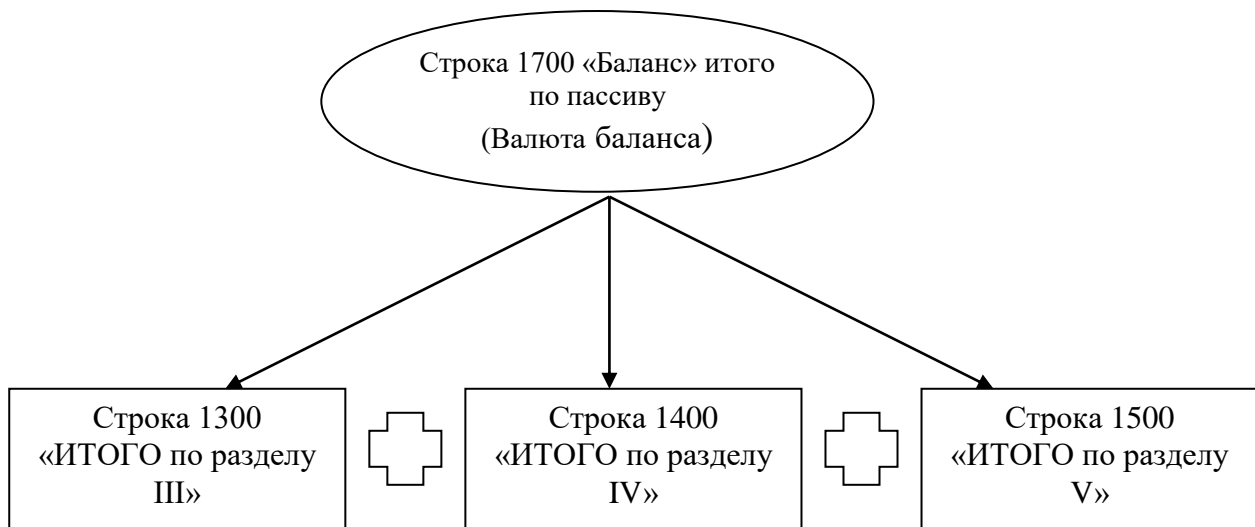 Строка 1700 «Баланс» итого
по пассиву
(Валюта баланса)
Строка 1300
«ИТОГО по разделу
III»
Строка 1400
«ИТОГО по разделу
IV»
Строка 1500
«ИТОГО по разделу
V»